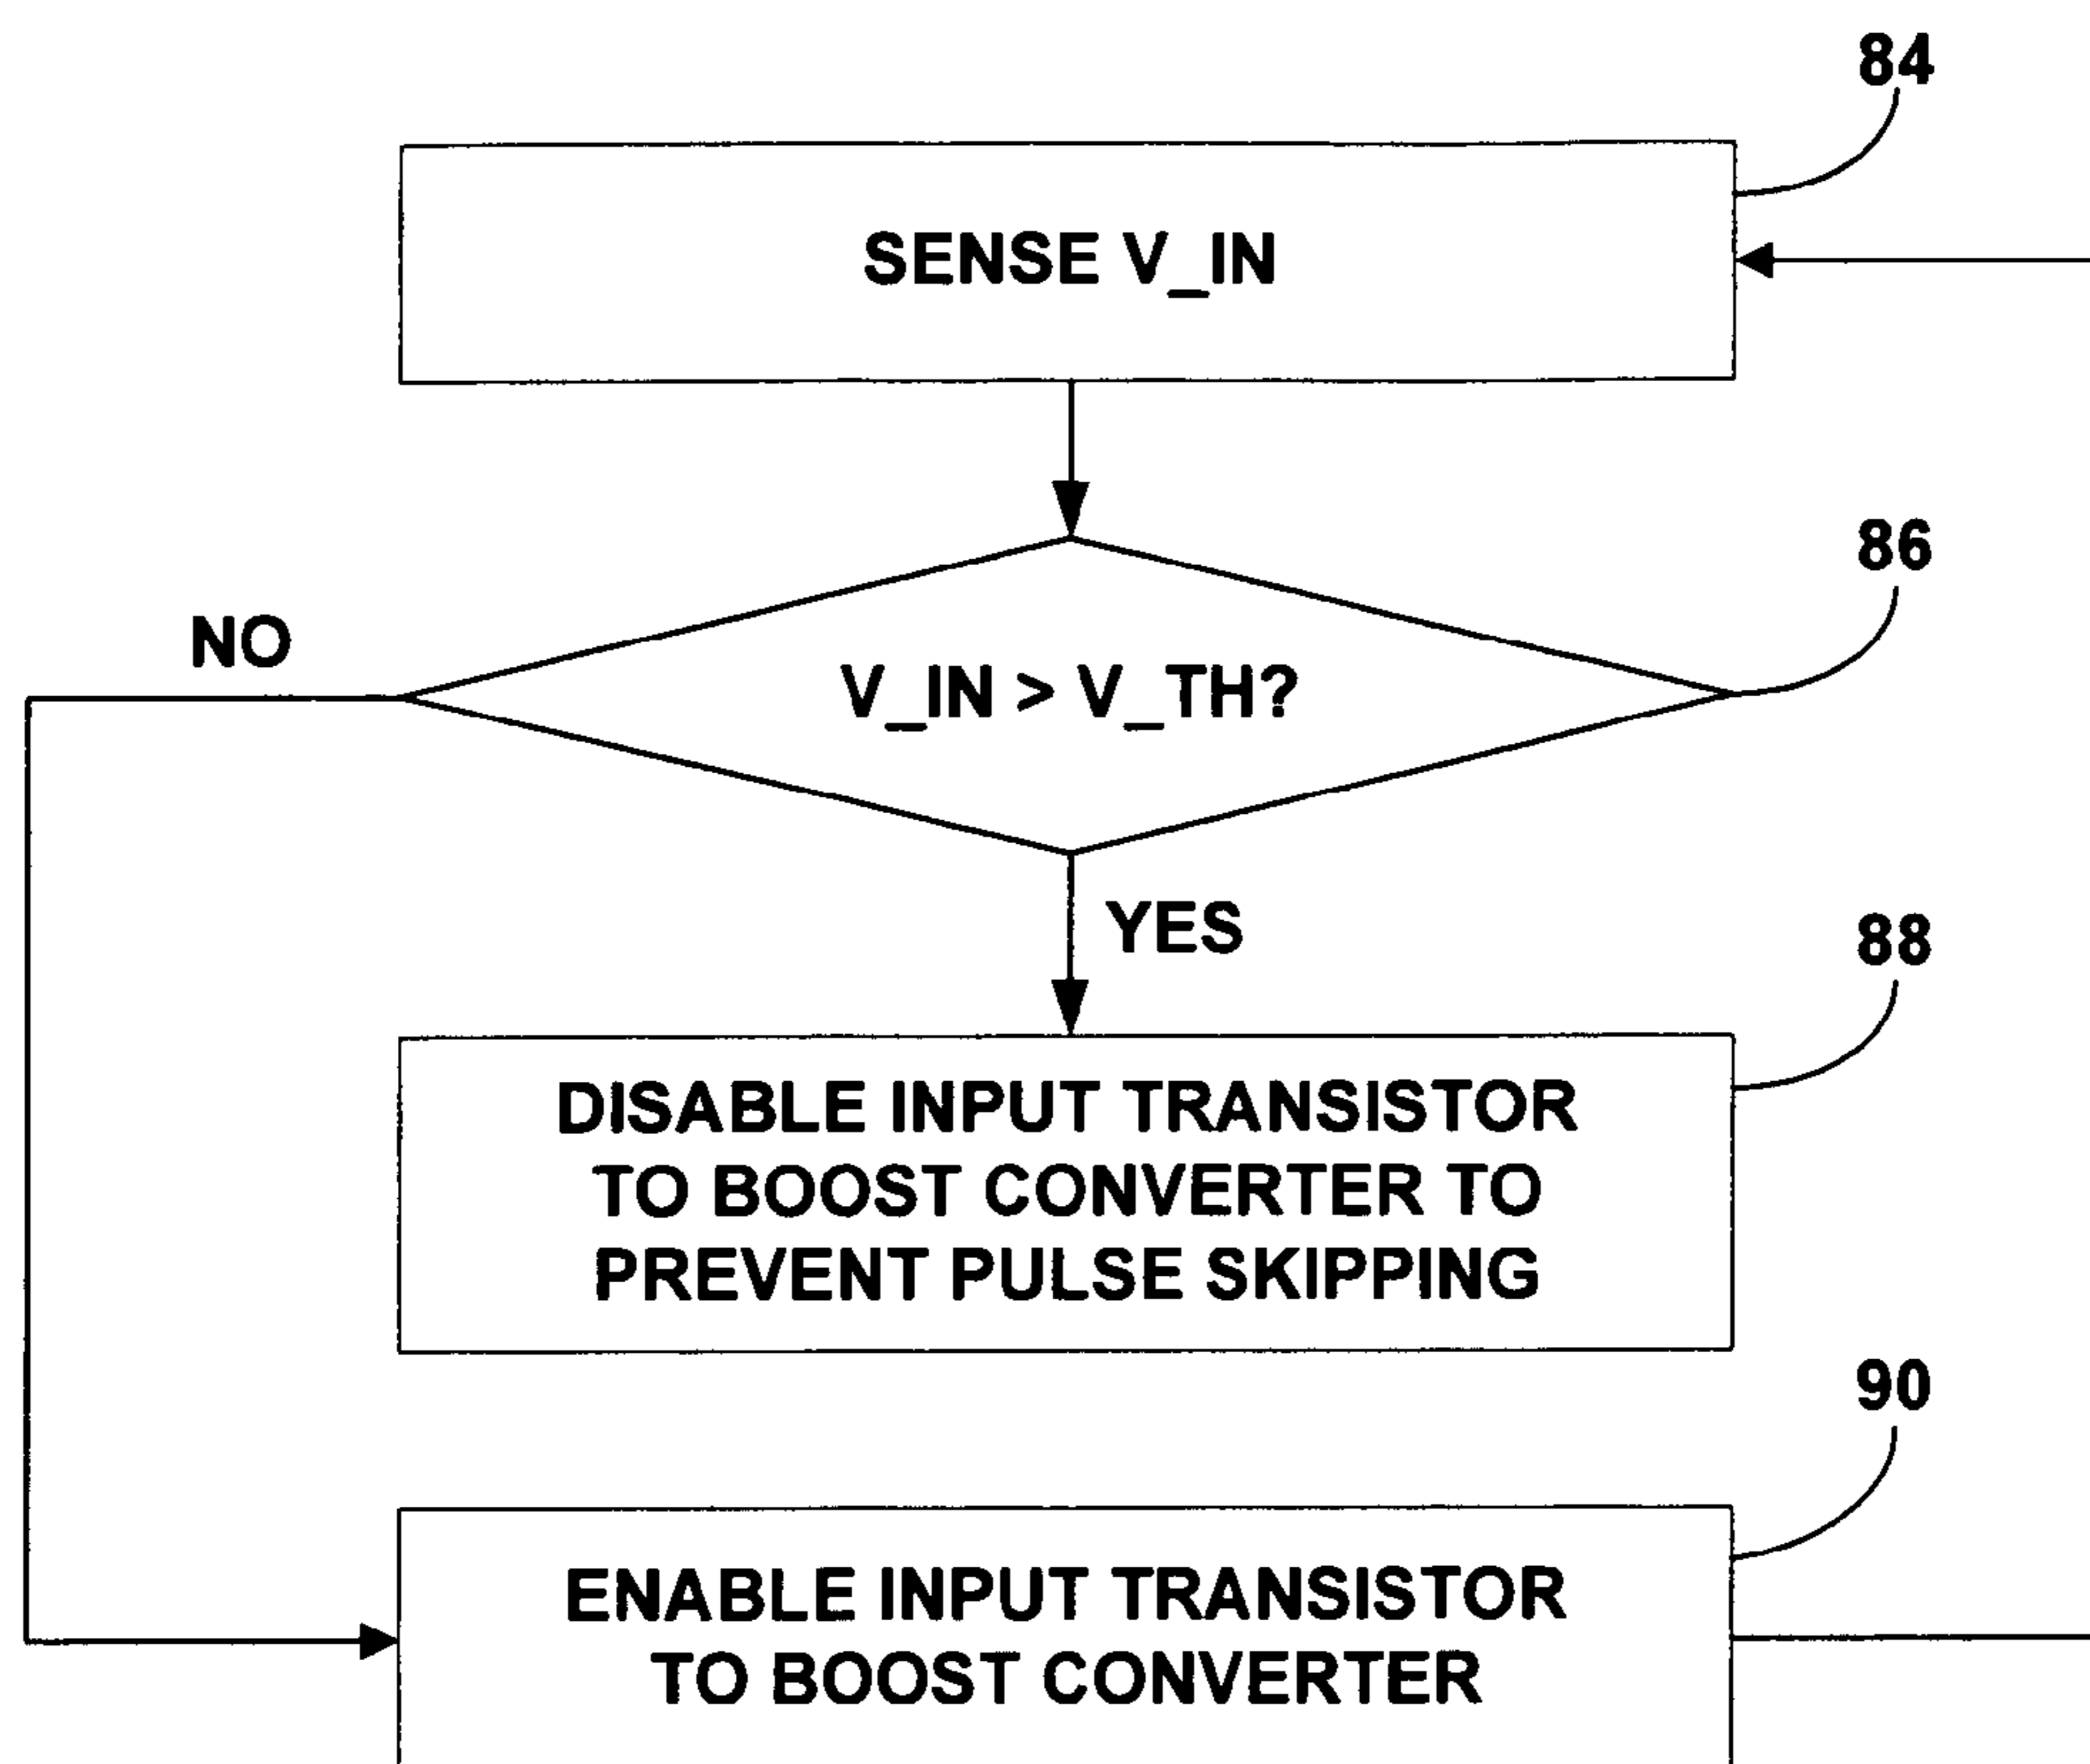 84
SENSE V_IN
86
NO
V_IN > V_TH?
YES
88
DISABLE INPUT TRANSISTOR
TO BOOST CONVERTER TO
PREVENT PULSE SKIPPING
90
ENABLE INPUT TRANSISTOR
TO BOOST CONVERTER